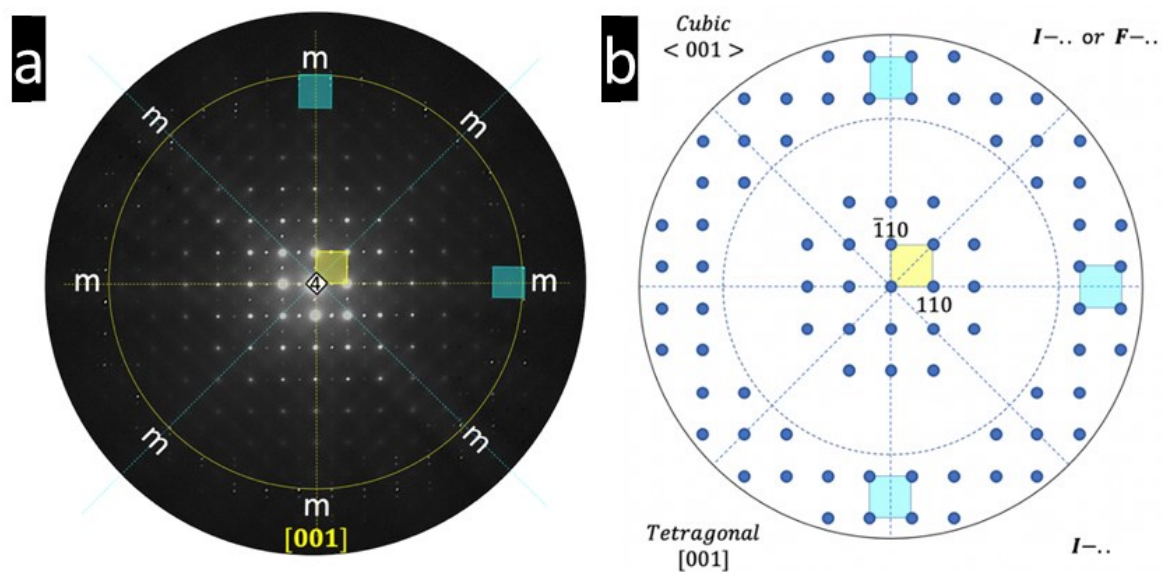 a
m
m
m
m
4
m
m
m
m
[001]
b
Cubic
< 001 >
I−.. or F−..
1̄10
110
Tetragonal
[001]
I−..